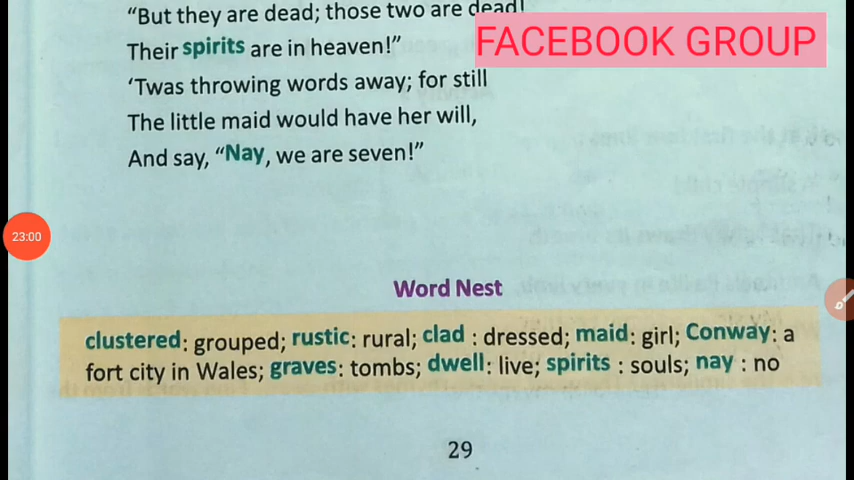 “But they are dead; those two are dead!
Their spirits are in heaven!”
‘Twas throwing words away; for still
The little maid would have her will,
And say, “Nay, we are seven!”
FACEBOOK GROUP
23:00
Word Nest
clustered: grouped; rustic: rural; clad : dressed; maid: girl; Conway: a
fort city in Wales; graves: tombs; dwell: live; spirits : souls; nay : no
29